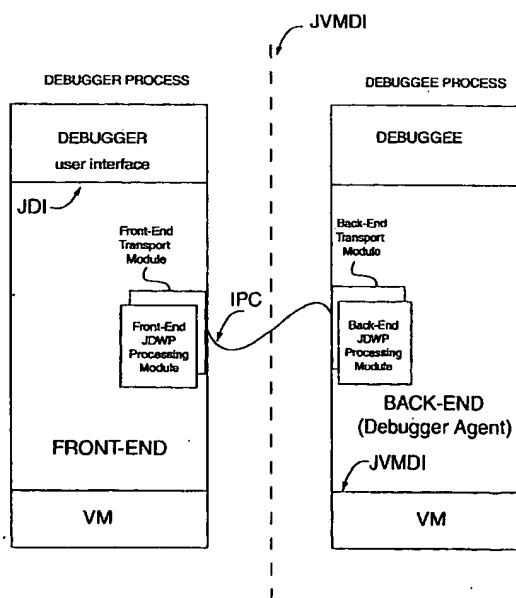 JVMDI
DEBUGGER PROCESS
DEBUGGEE PROCESS
DEBUGGER
user interface
DEBUGGEE
JDI
Front-End
Transport
Module
Back-End
Transport
Module
IPC
Front-End
JDWP
Processing
Module
Back-End
JDWP
Processing
Module
FRONT-END
BACK-END
(Debugger Agent)
JVMDI
VM
VM